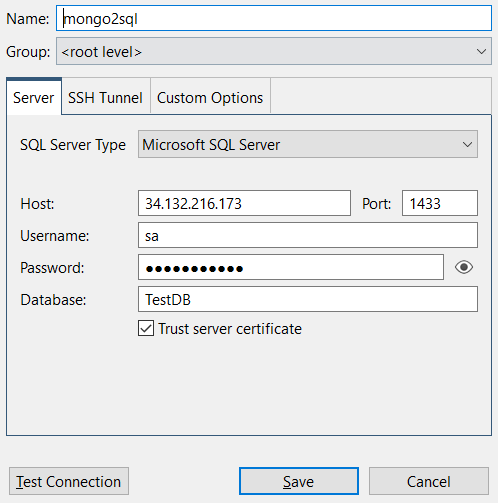 Name: mongo2sql
Group: <root level>
Server SSH Tunnel Custom Options
SQL Server Type Microsoft SQL Server
Host: 34.132.216.173 Port: 1433
Username: sa
Password: ●●●●●●●●●●●
Database: TestDB
Trust server certificate
Test Connection Save Cancel